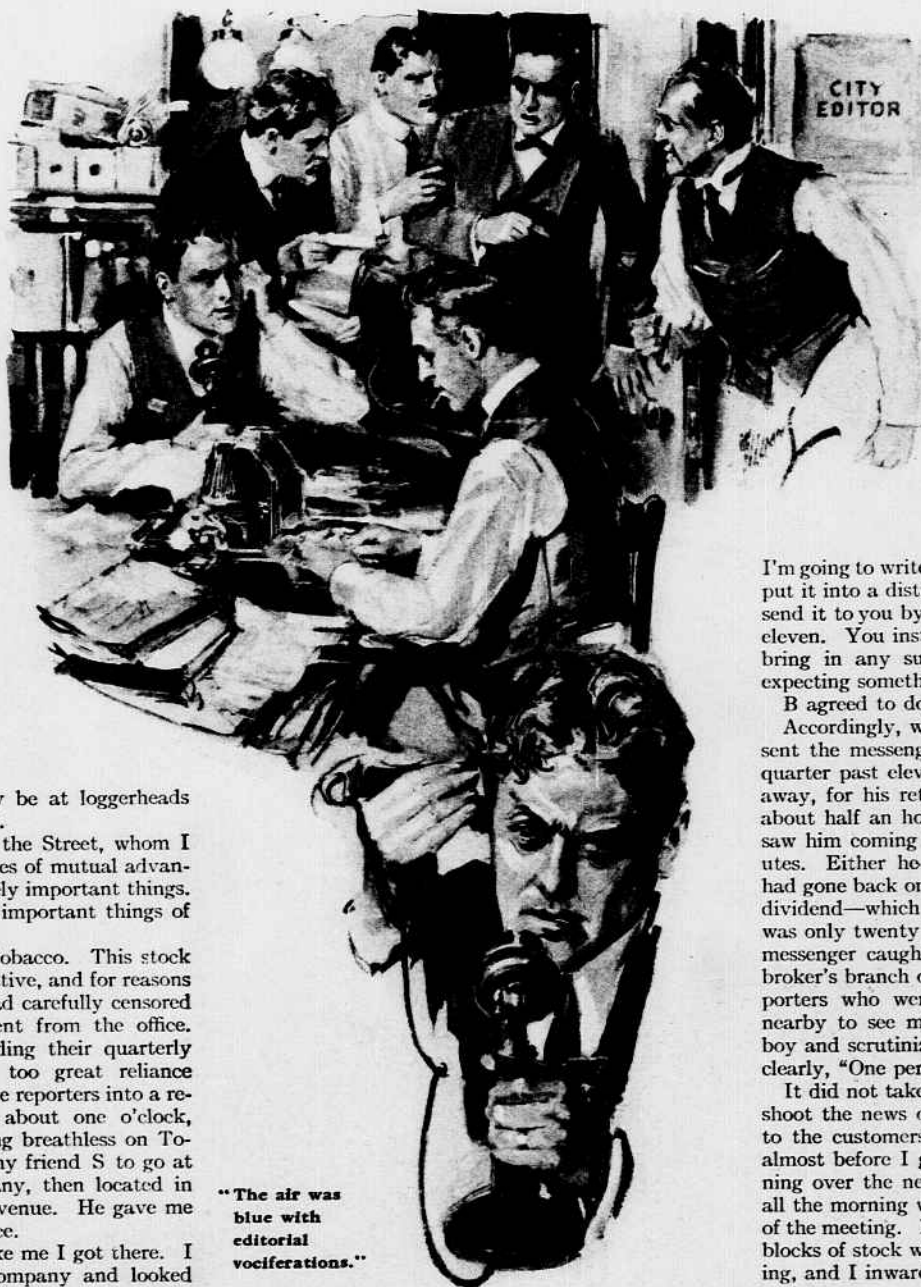 CITY
EDITOR
y be at loggerheads
the Street, whom I
es of mutual advan-
ly important things.
important things of
obacco. This stock
tive, and for reasons
d carefully censored
ent from the office.
ding their quarterly
too great reliance
e reporters into a re-
about one o'clock,
ng breathless on To-
ny friend S to go at
any, then located in
venue. He gave me
ce.
ke me I got there. I
ompany and looked
"The air was
blue with
editorial
vociferations."
I'm going to write
put it into a dist
send it to you by
eleven. You ins
bring in any su
expecting someth
B agreed to do
Accordingly, w
sent the messeng
quarter past elev
away, for his ret
about half an ho
saw him coming
utes. Either he
had gone back on
dividend—which
was only twenty
messenger caugh
broker's branch o
porters who wer
nearby to see m
boy and scrutiniz
clearly, "One per
It did not take
shoot the news o
to the customers
almost before I g
ning over the ne
all the morning v
of the meeting.
blocks of stock w
ing, and I inwar